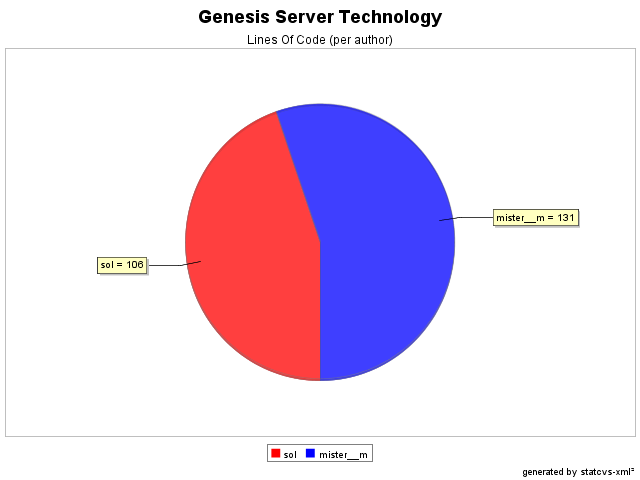 Genesis Server Technology
Lines Of Code (per author)
mister__m = 131
sol = 106
sol mister__m
generated by statcvs-xml²